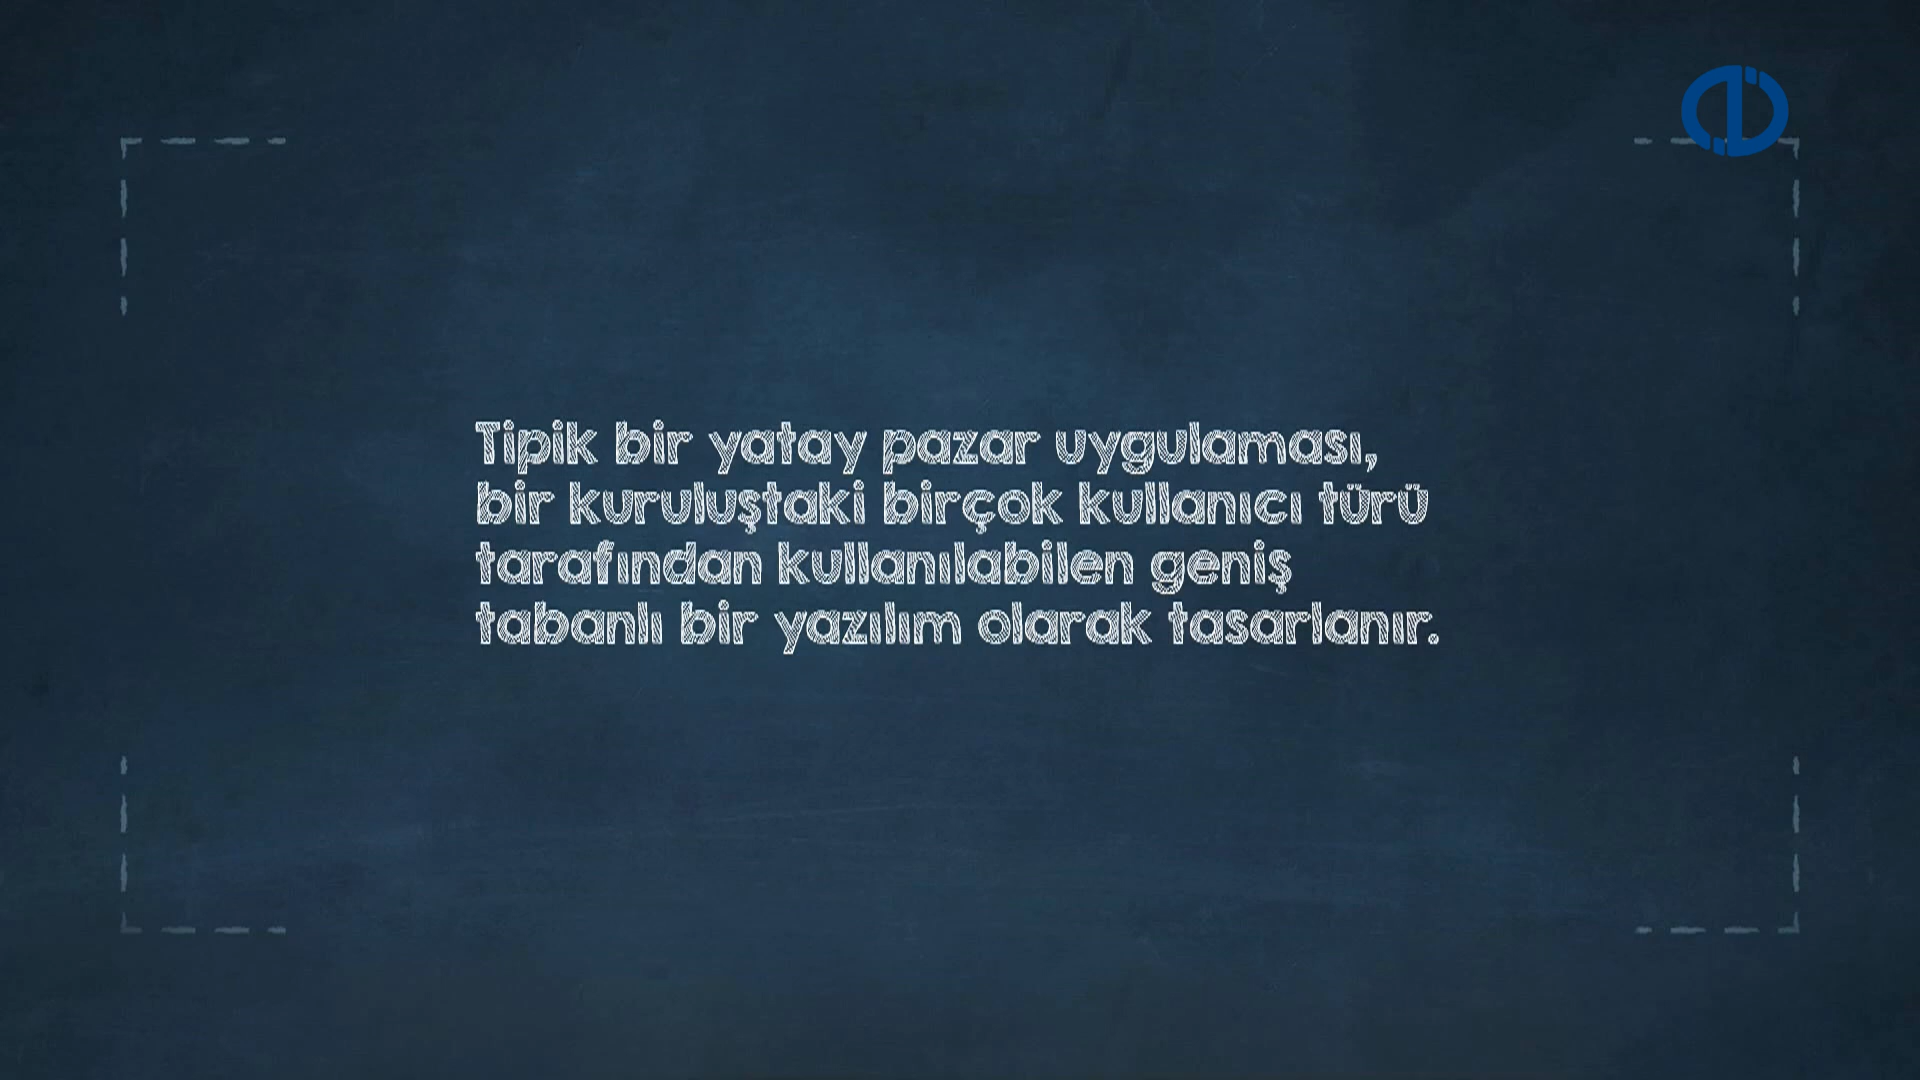 Tipik bir yatay pazar uygulaması,
bir kuruluştaki birçok kullanıcı türü
tarafından kullanılabilen geniş
tabanlı bir yazılım olarak tasarlanır.